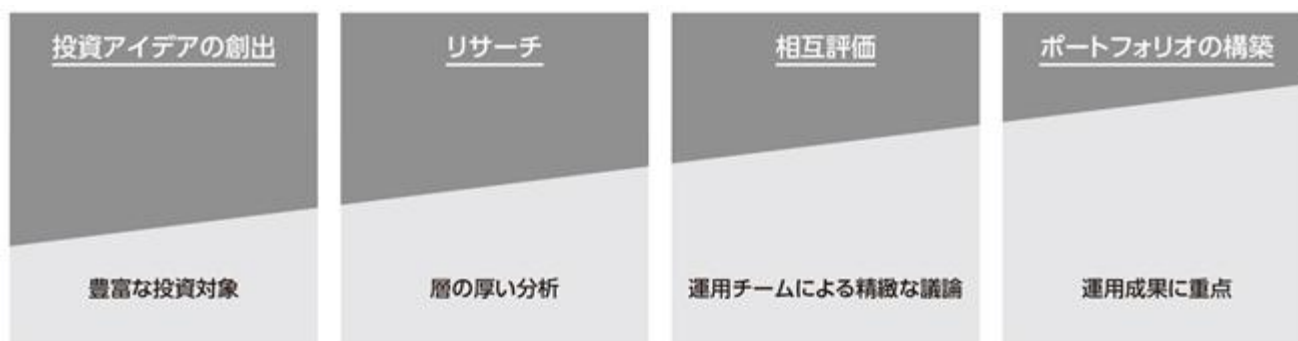 投資アイデアの創出
豊富な投資対象
リサーチ
層の厚い分析
相互評価
運用チームによる精緻な議論
ポートフォリオの構築
運用成果に重点